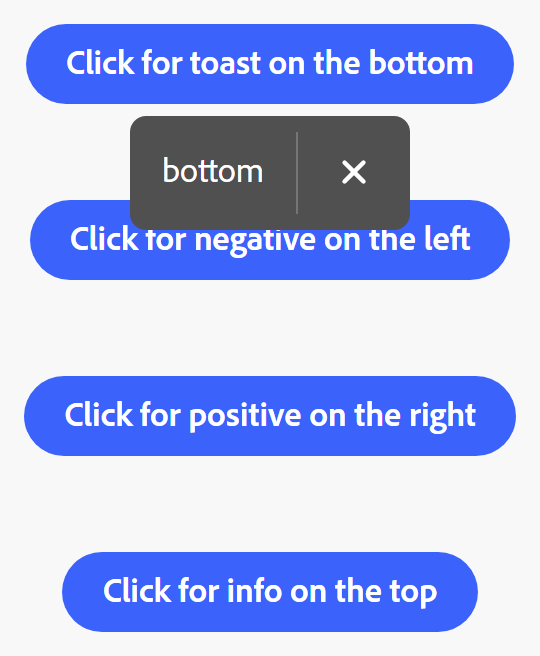 Click for toast on the bottom
bottom
Click for negative on the left
Click for positive on the right
Click for info on the top